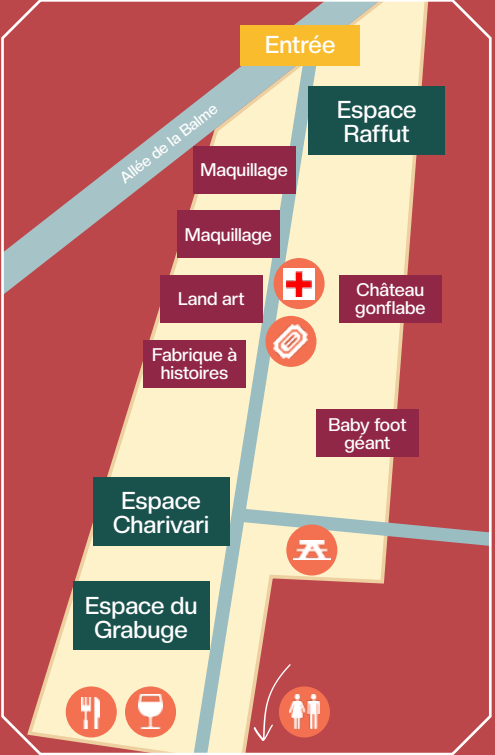 Entrée
Espace
Raffut
Allée de la Balme
Maquillage
Maquillage
Land art
Château
gonflabe
Fabrique à
histoires
Baby foot
géant
Espace
Charivari
Espace du
Grabuge